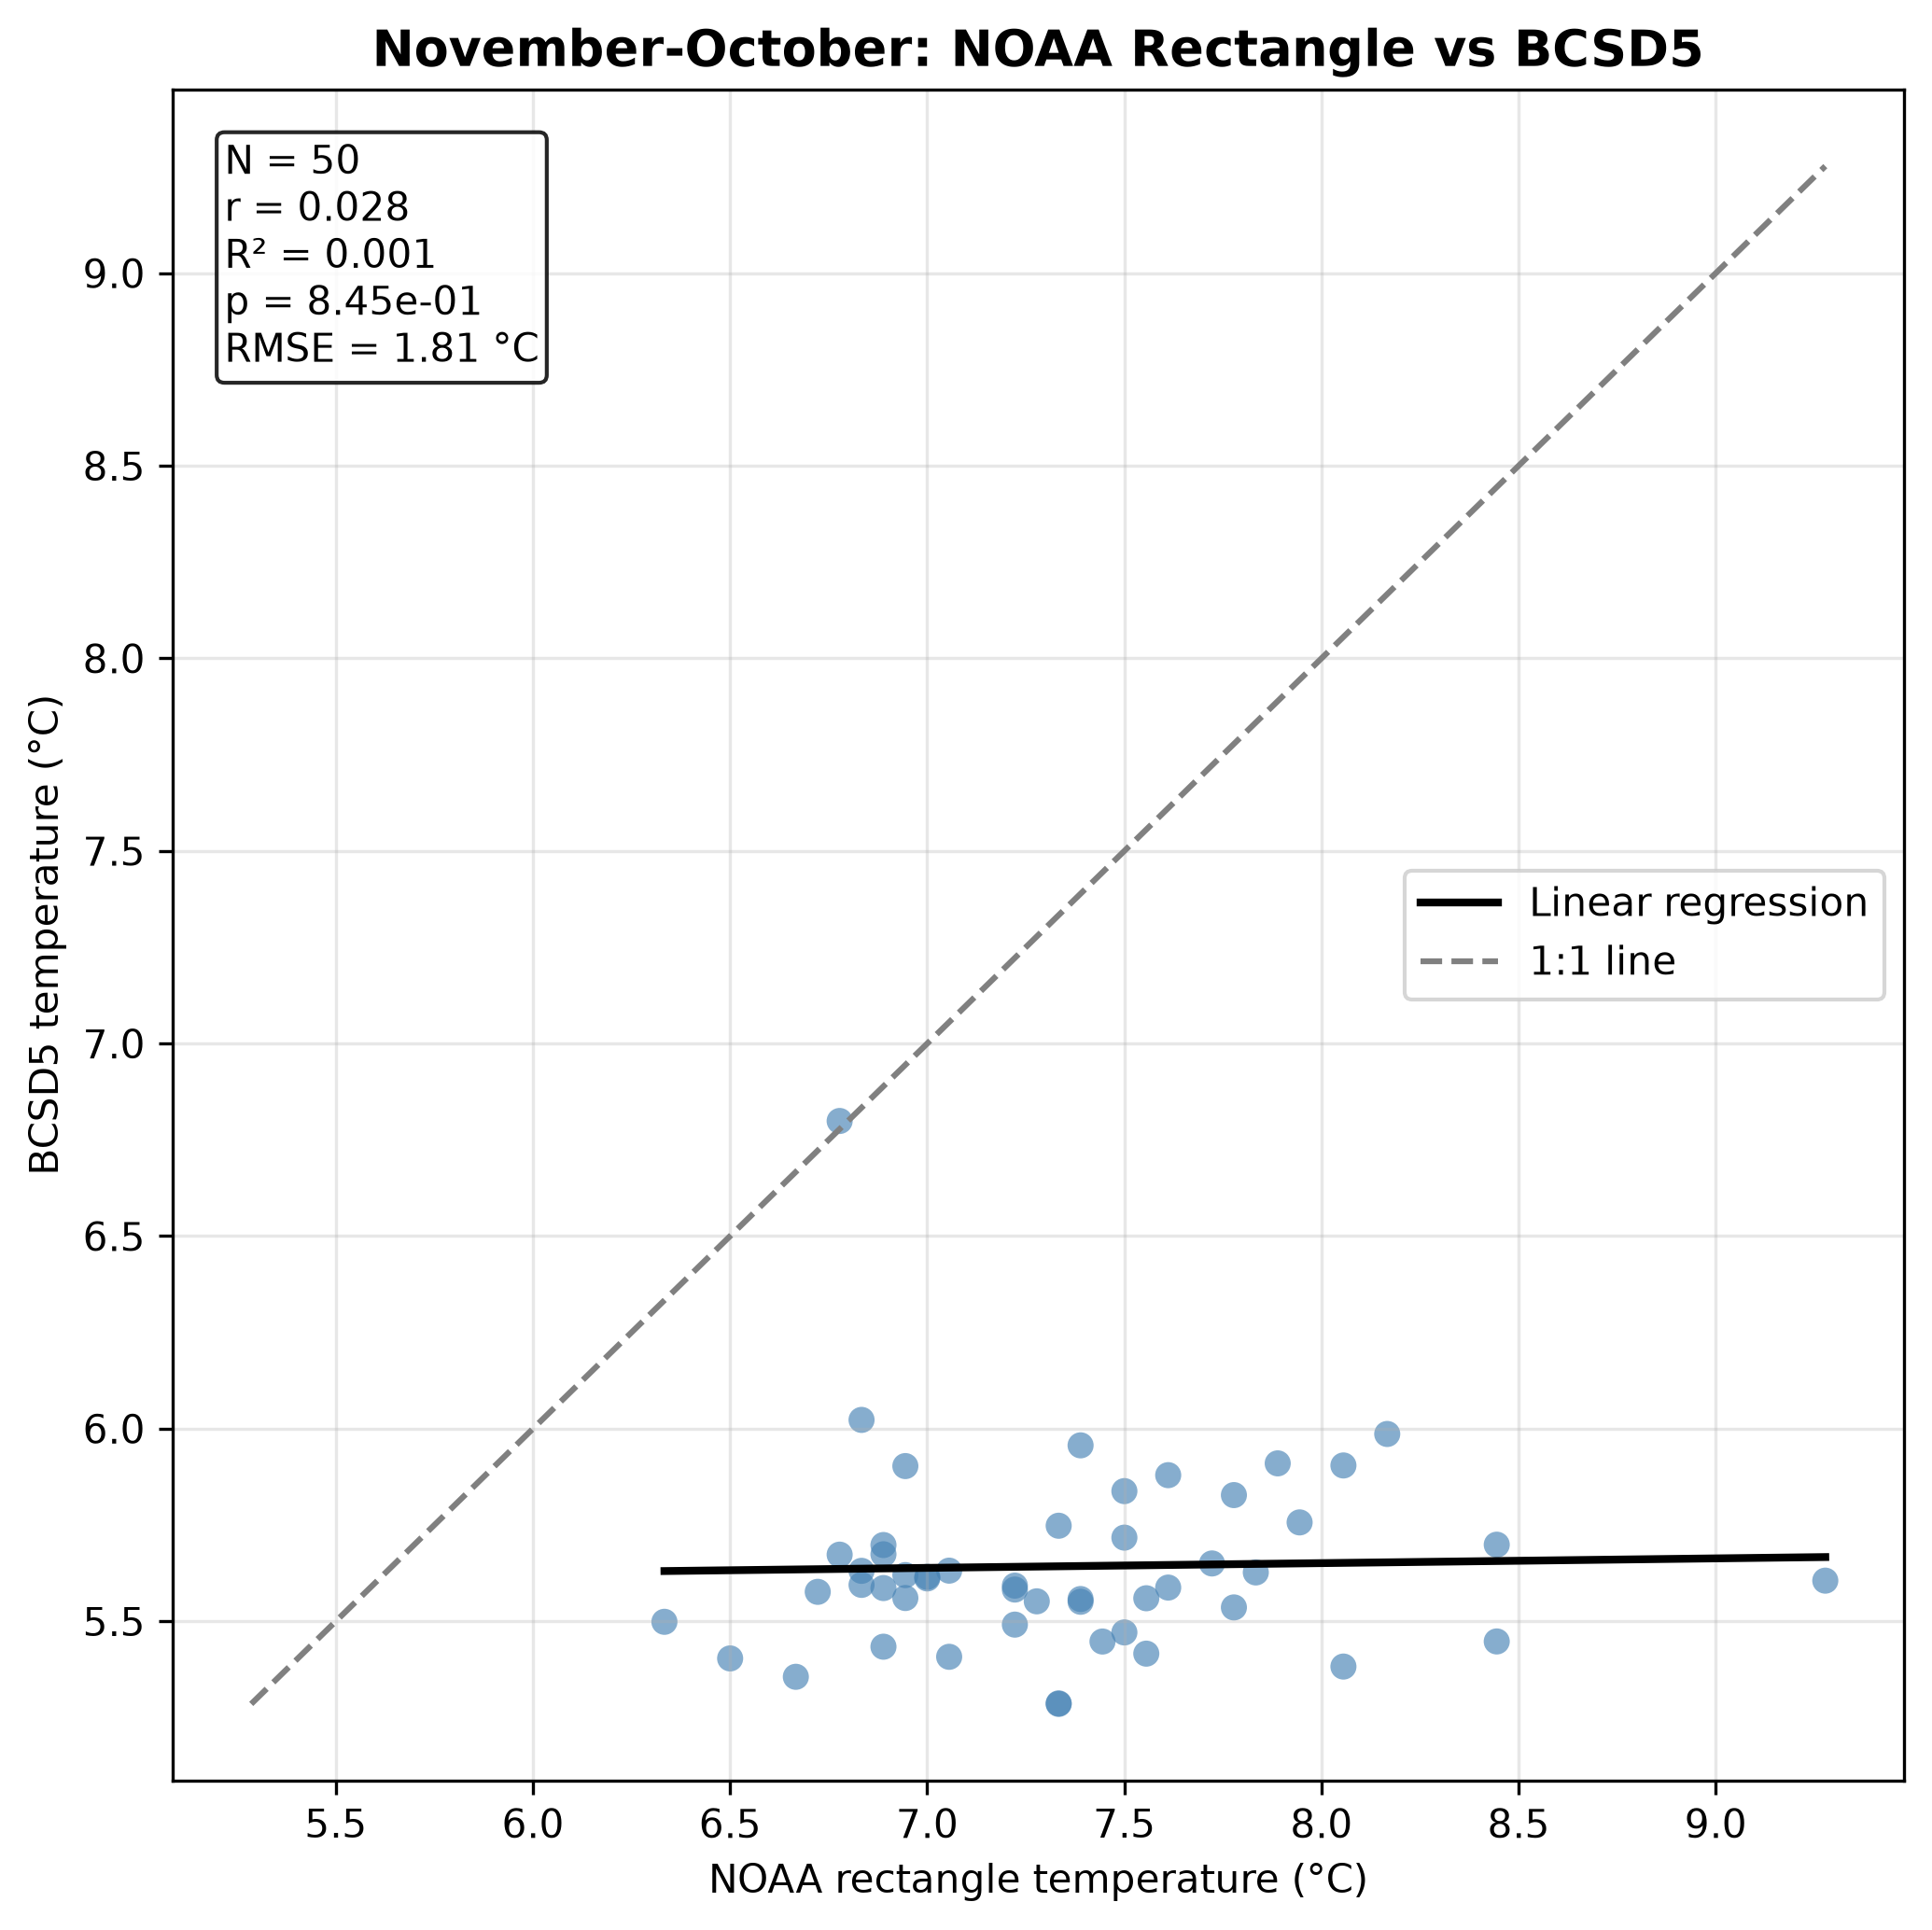 November-October: NOAA Rectangle vs BCSD5
N = 50
r = 0.028
R² = 0.001
p = 8.45e-01
RMSE = 1.81 °C
9.0
8.5
8.0
7.5
7.0
6.5
6.0
5.5
BCSD5 temperature (°C)
Linear regression
1:1 line
5.5 6.0 6.5 7.0 7.5 8.0 8.5 9.0
NOAA rectangle temperature (°C)